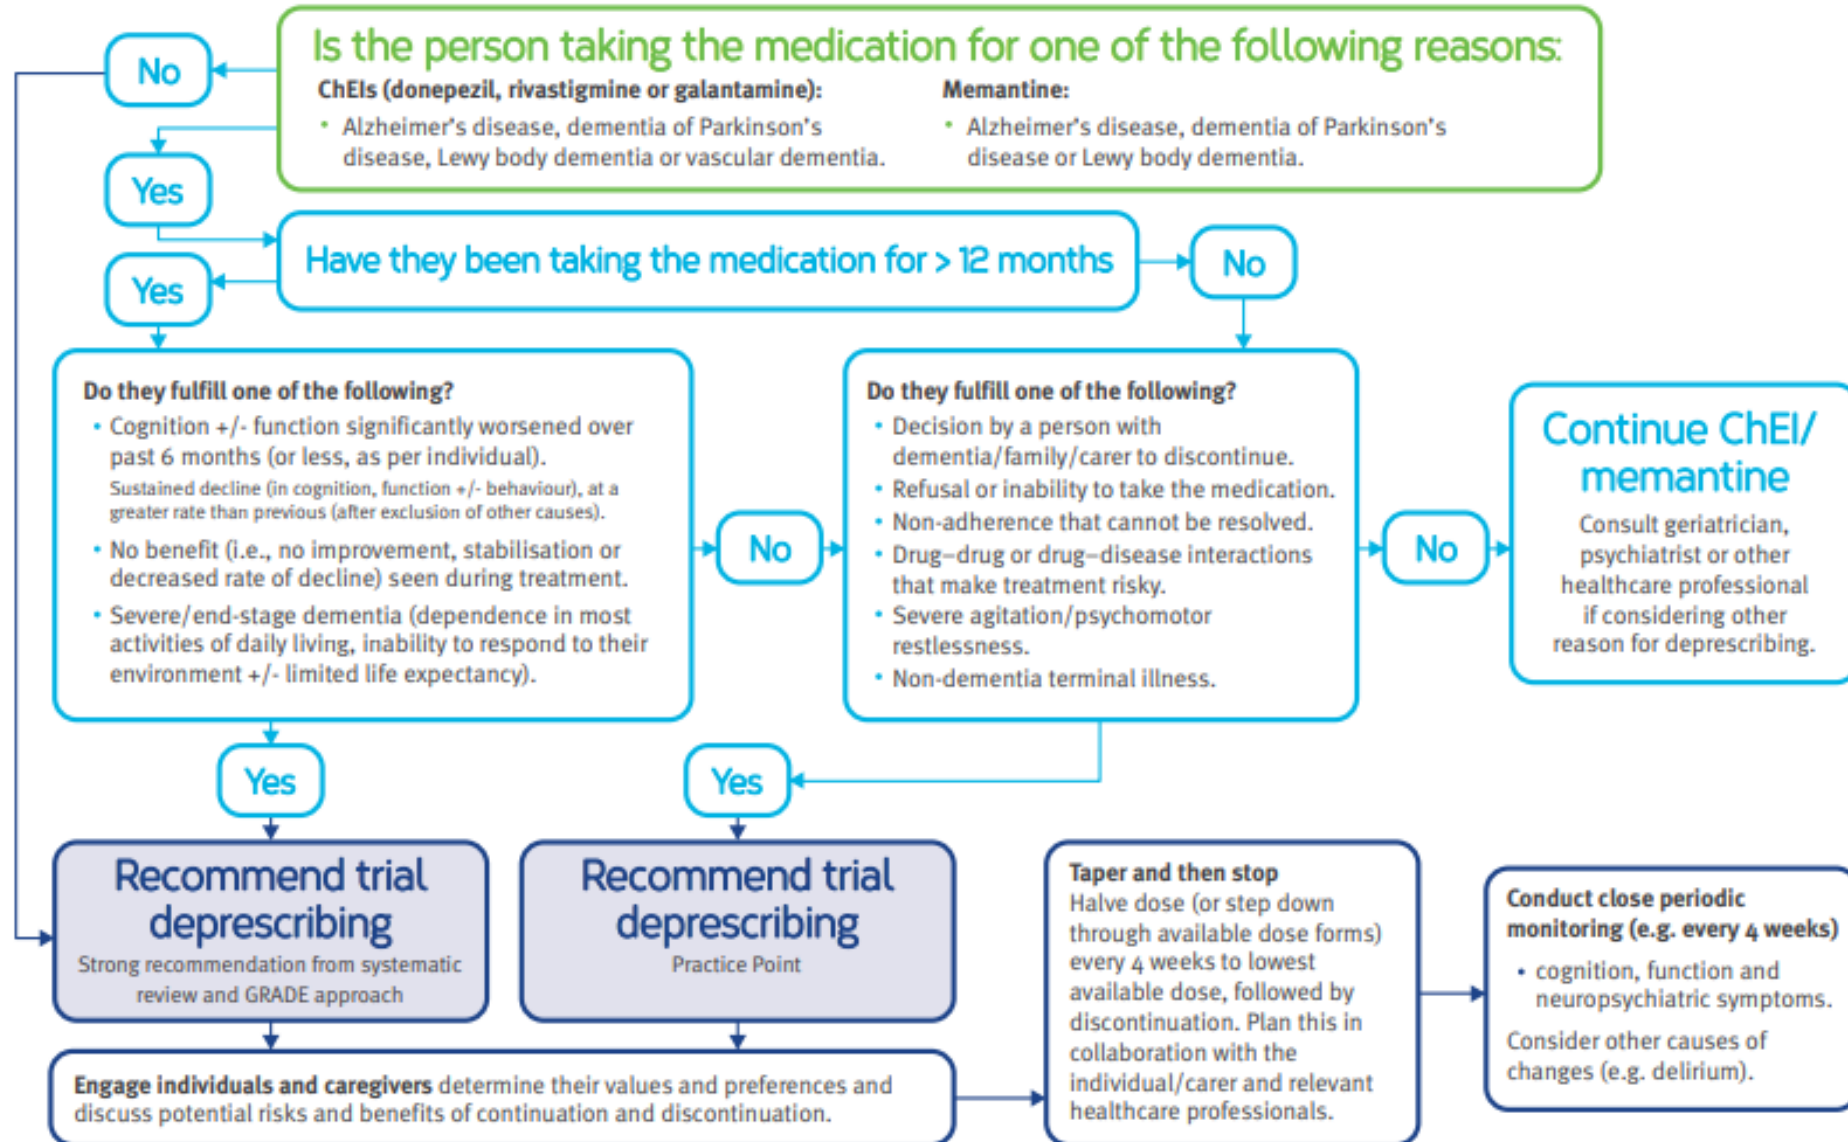 Is the person taking the medication for one of the following reasons:
No
ChEIs (donepezil, rivastigmine or galantamine):
• Alzheimer's disease, dementia of Parkinson's
disease, Lewy body dementia or vascular dementia.
Memantine:
• Alzheimer's disease, dementia of Parkinson's
disease or Lewy body dementia.
Yes
Have they been taking the medication for > 12 months
No
Yes
Do they fulfill one of the following?
• Cognition +/- function significantly worsened over
past 6 months (or less, as per individual).
Sustained decline (in cognition, function +/- behaviour), at a
greater rate than previous (after exclusion of other causes).
• No benefit (i.e., no improvement, stabilisation or
decreased rate of decline) seen during treatment.
• Severe/end-stage dementia (dependence in most
activities of daily living, inability to respond to their
environment +/- limited life expectancy).
No
Do they fulfill one of the following?
• Decision by a person with
dementia/family/carer to discontinue.
• Refusal or inability to take the medication.
• Non-adherence that cannot be resolved.
• Drug–drug or drug–disease interactions
that make treatment risky.
• Severe agitation/psychomotor
restlessness.
• Non-dementia terminal illness.
No
Continue ChEI/
memantine
Consult geriatrician,
psychiatrist or other
healthcare professional
if considering other
reason for deprescribing.
Yes
Yes
Recommend trial
deprescribing
Strong recommendation from systematic
review and GRADE approach
Recommend trial
deprescribing
Practice Point
Engage individuals and caregivers determine their values and preferences and
discuss potential risks and benefits of continuation and discontinuation.
Taper and then stop
Halve dose (or step down
through available dose forms)
every 4 weeks to lowest
available dose, followed by
discontinuation. Plan this in
collaboration with the
individual/carer and relevant
healthcare professionals.
Conduct close periodic
monitoring (e.g. every 4 weeks)
• cognition, function and
neuropsychiatric symptoms.
Consider other causes of
changes (e.g. delirium).